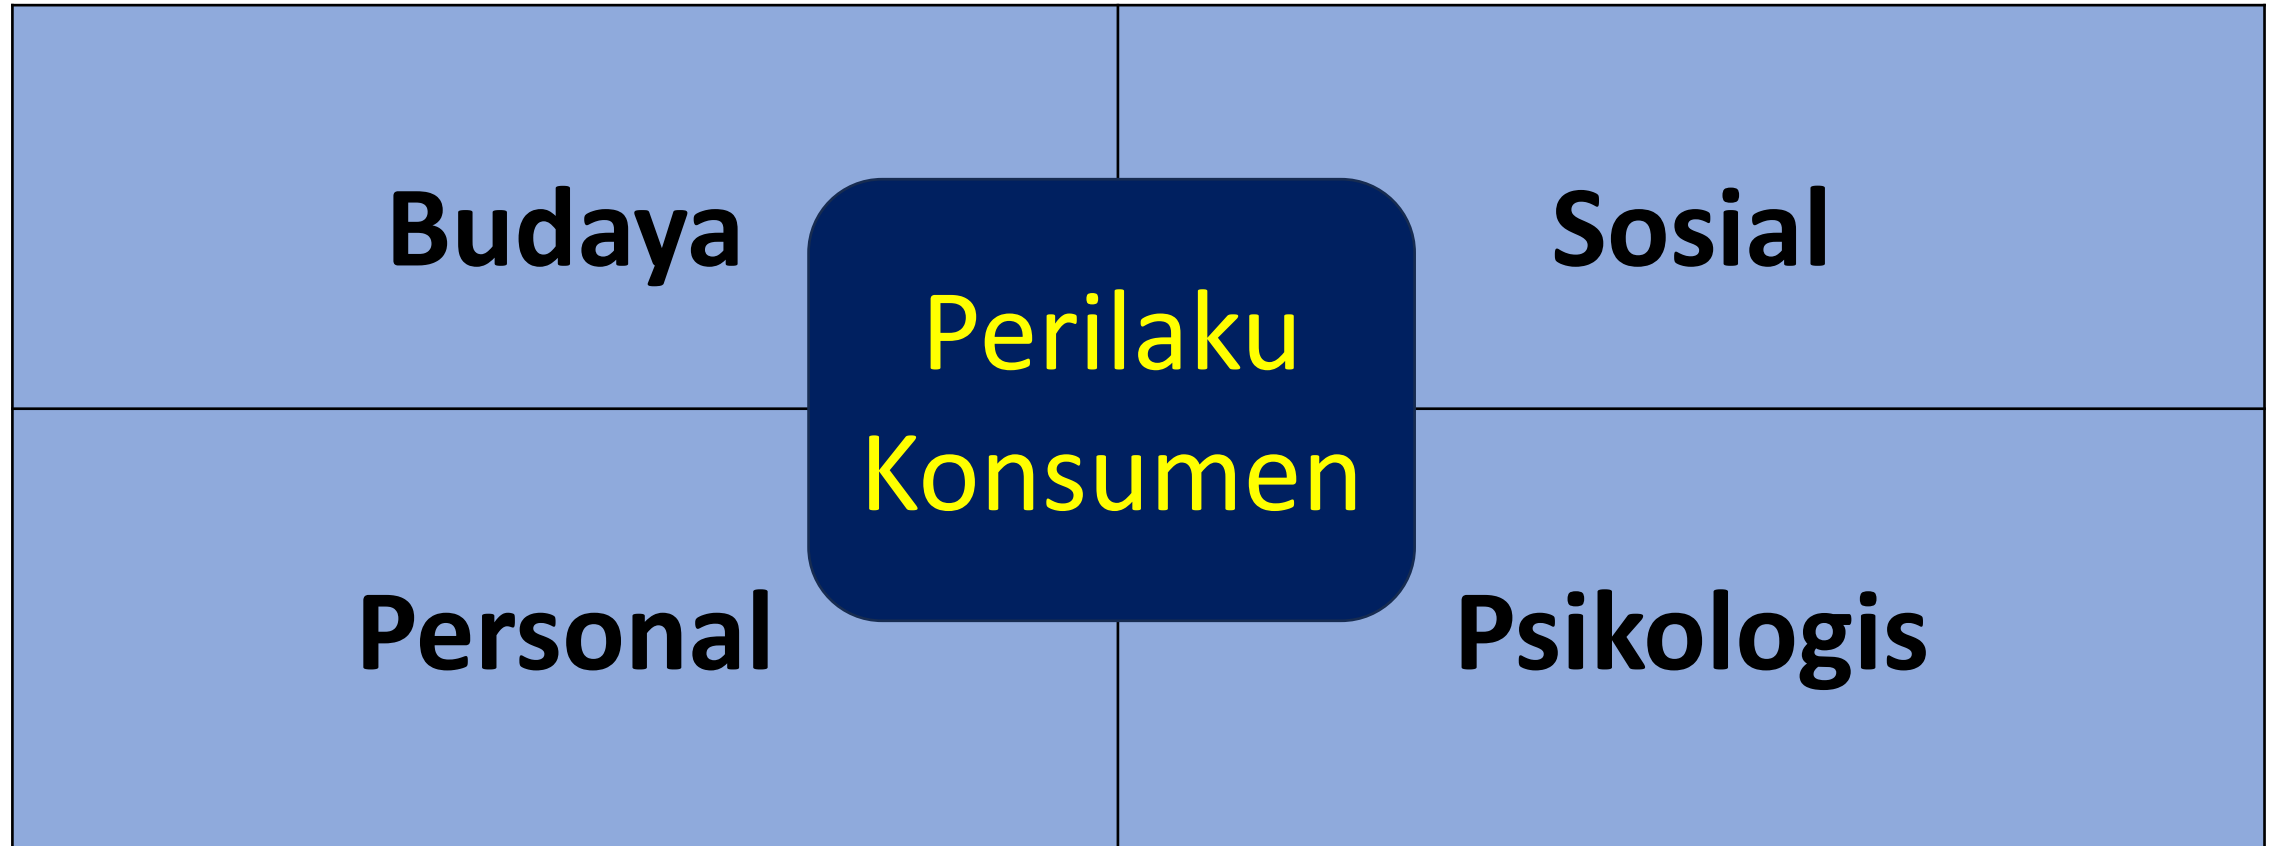 Budaya
Sosial
Perilaku
Konsumen
Personal
Psikologis